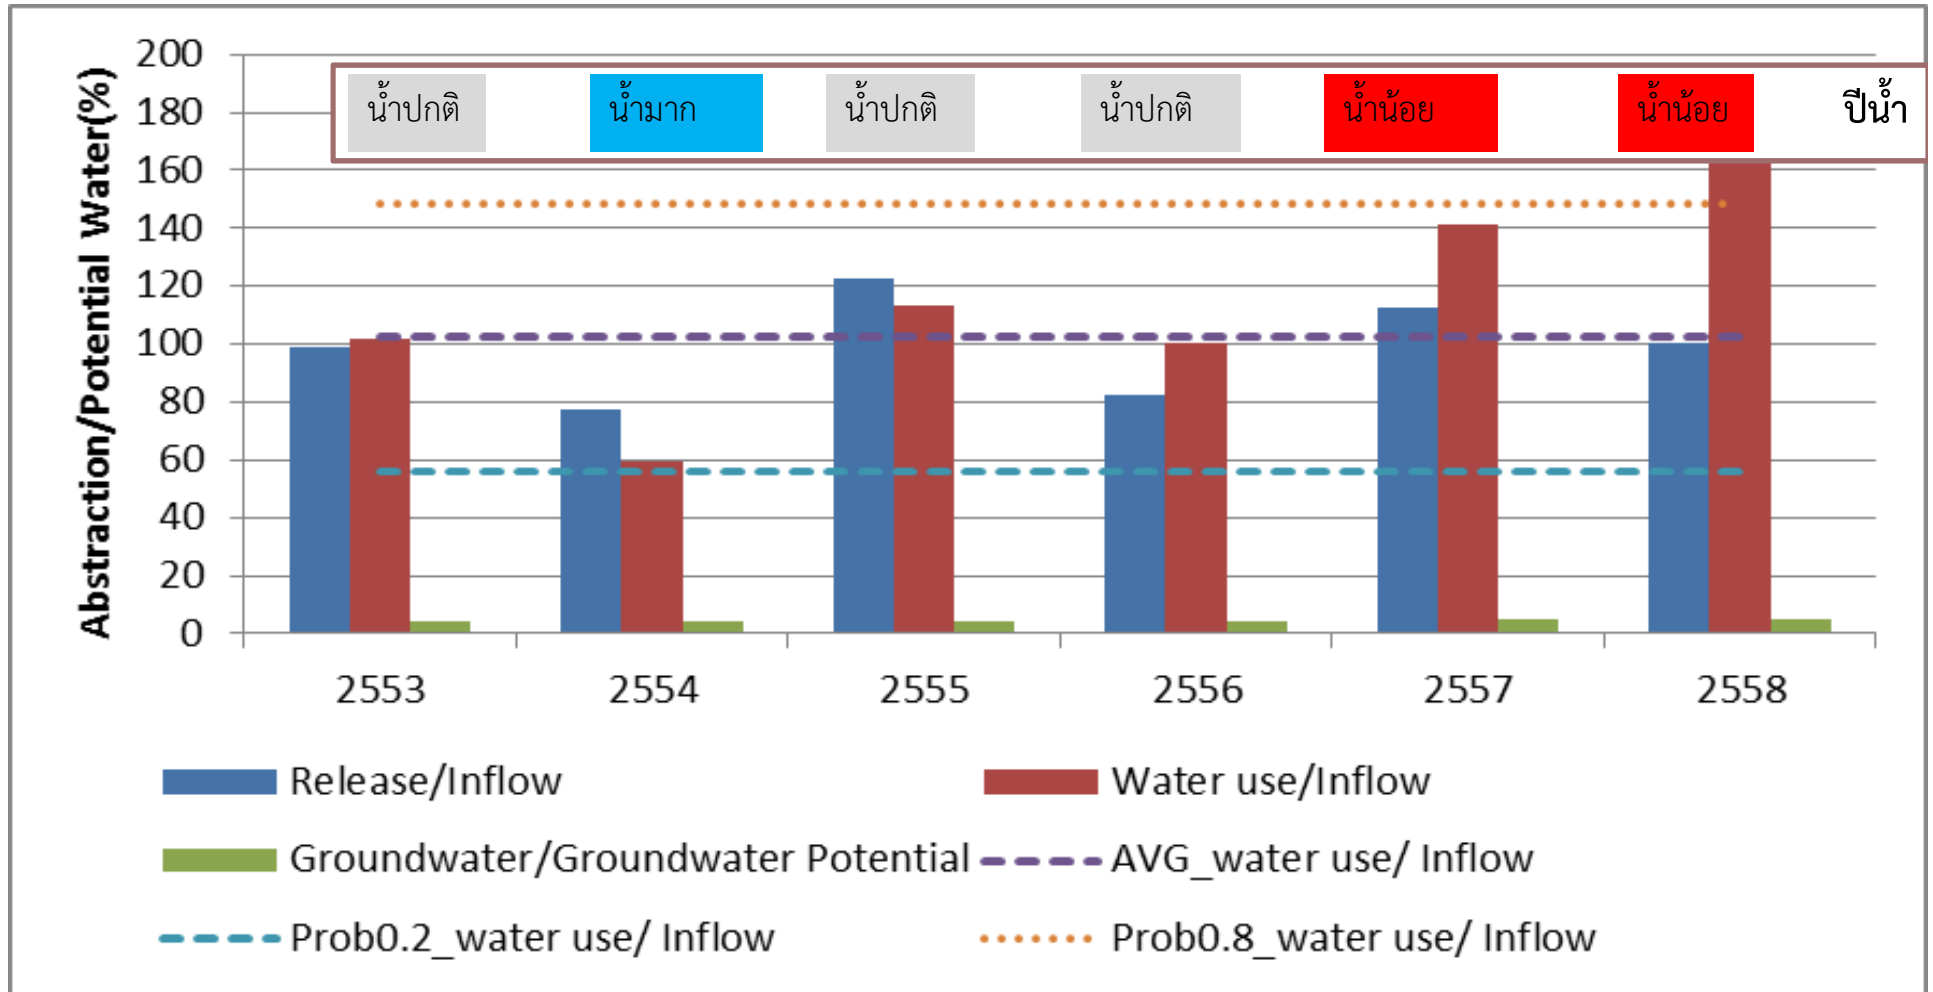 Abstraction/Potential Water(%)
200
180
160
140
120
100
80
60
40
20
0
น้ำปกติ น้ำมาก น้ำปกติ น้ำปกติ น้ำน้อย น้ำน้อย ปีน้ำ
2553 2554 2555 2556 2557 2558
Release/Inflow Water use/Inflow
Groundwater/Groundwater Potential AVG_water use/ Inflow
Prob0.2_water use/ Inflow Prob0.8_water use/ Inflow